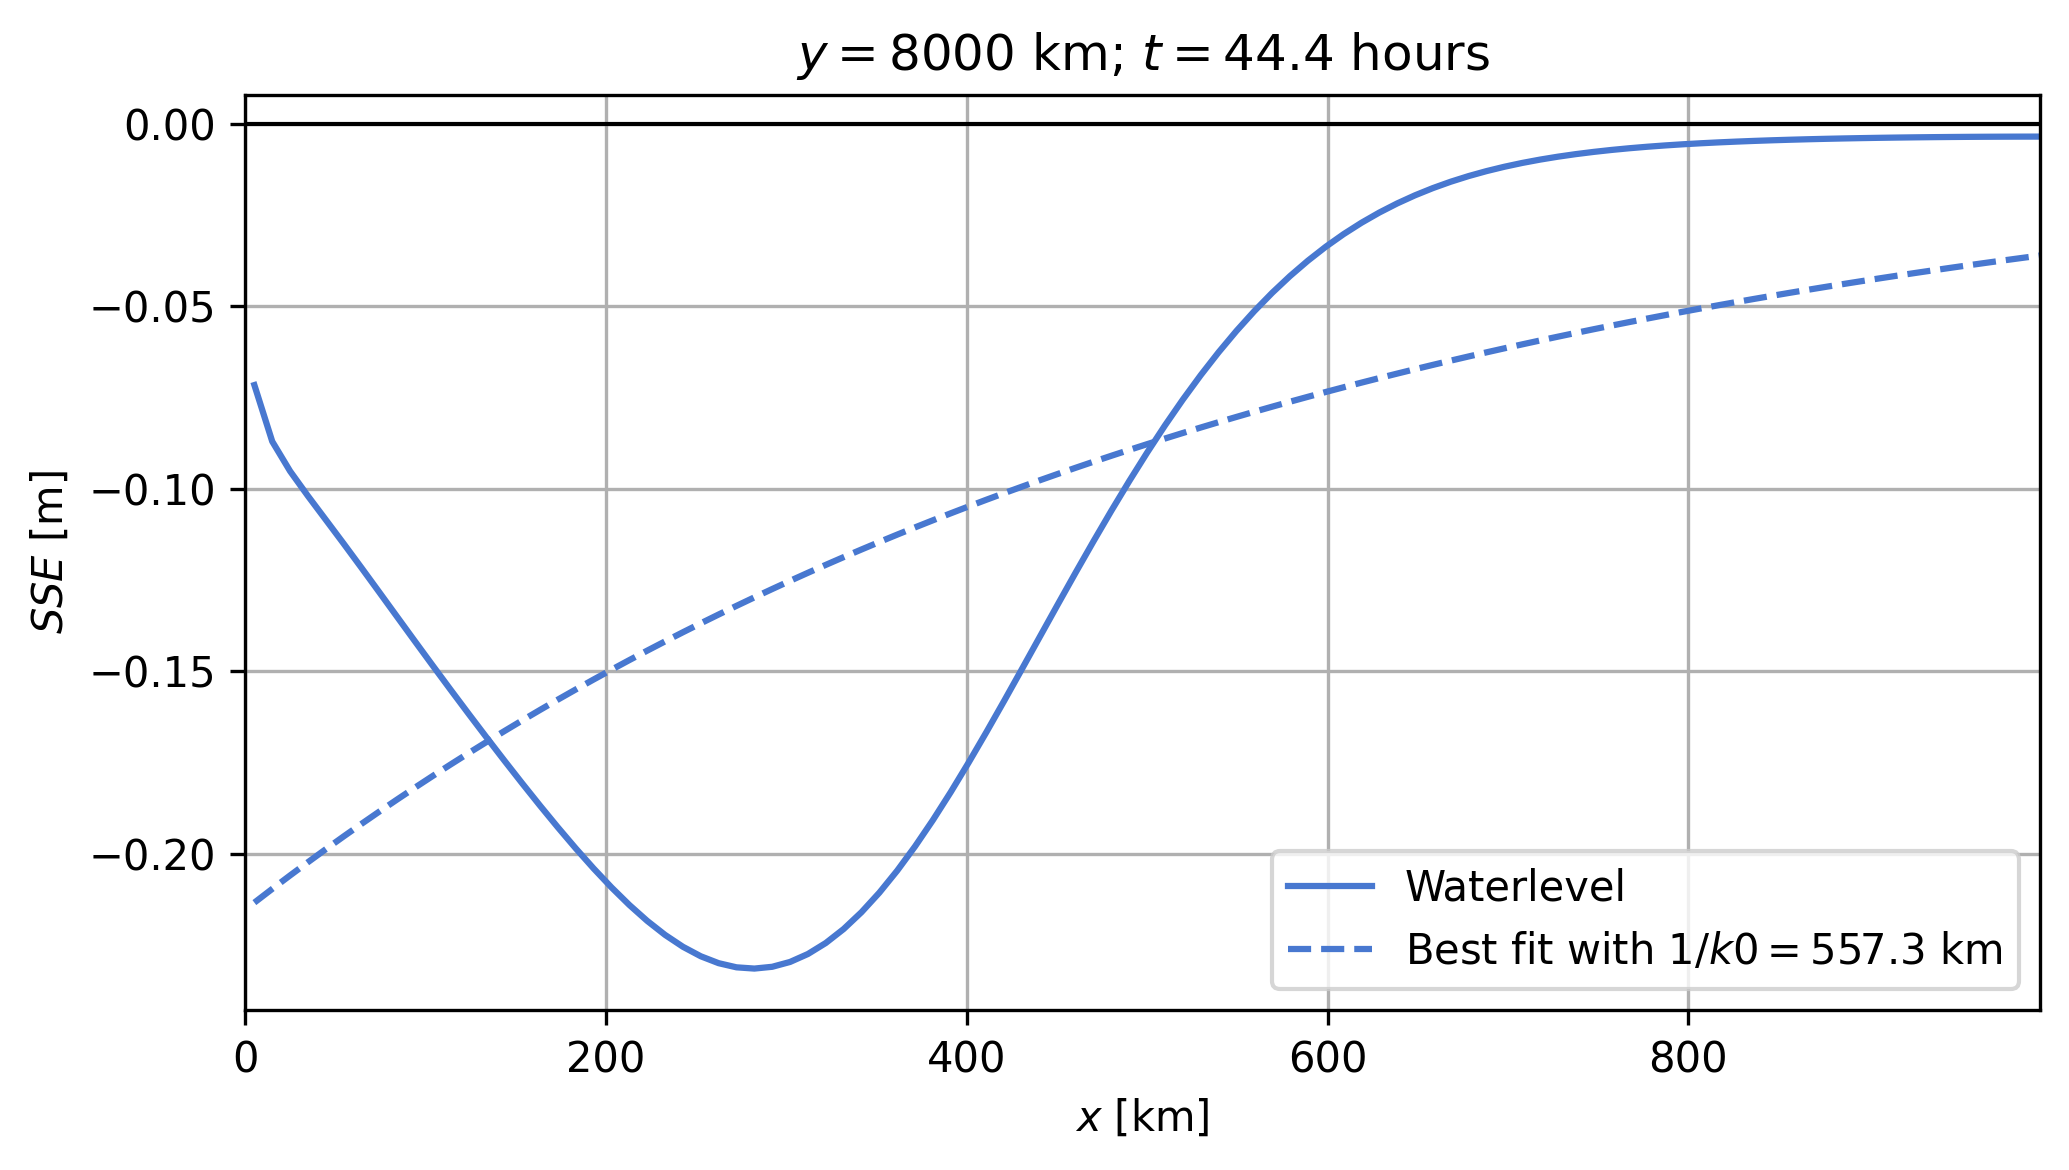 y = 8000 km; t = 44.4 hours
SSE [m]
0.00
−0.05
−0.10
−0.15
−0.20
Waterlevel
Best fit with 1/k0 = 557.3 km
0 200 400 600 800
x [km]